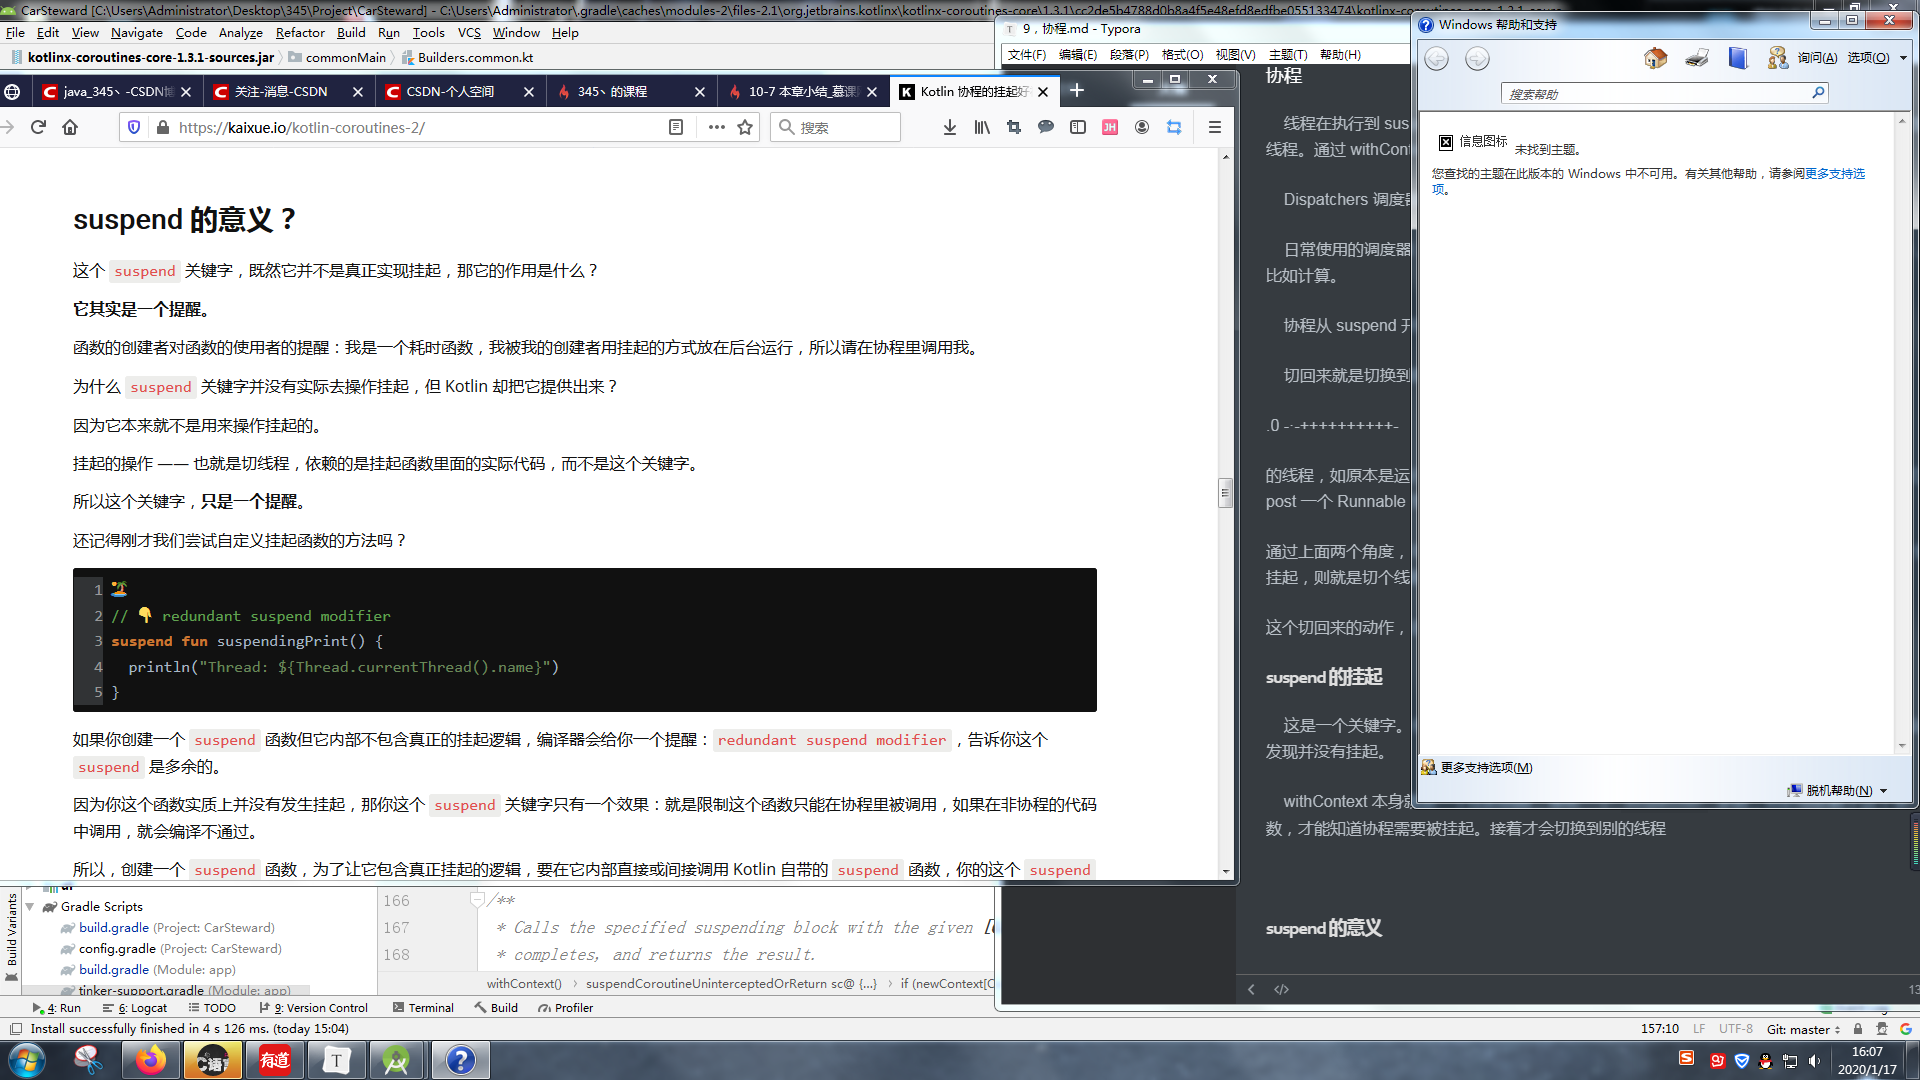 CarSteward [C:\Users\Administrator\Desktop\345\Project\CarSteward] - C:\Users\Administrator\.gradle\caches\modules-2\files-2.1\org.jetbrains.kotlinx\kotlinx-coroutines-core\1.3.1\cc2de5b4788d0b8a4f5e48efd8edfbe055133474\kotlinx-coroutines-core-1.3.1-sour
File Edit View Navigate Code Analyze Refactor Build Run Tools VCS Window Help
kotlinx-coroutines-core-1.3.1-sources.jar commonMain Builders.common.kt
java_345丶-CSDN博
关注-消息-CSDN
CSDN-个人空间
345丶的课程
10-7 本章小结_慕课
Kotlin 协程的挂起好
https://kaixue.io/kotlin-coroutines-2/
搜索
suspend 的意义？
这个 suspend 关键字，既然它并不是真正实现挂起，那它的作用是什么？
它其实是一个提醒。
函数的创建者对函数的使用者的提醒：我是一个耗时函数，我被我的创建者用挂起的方式放在后台运行，所以请在协程里调用我。
为什么 suspend 关键字并没有实际去操作挂起，但 Kotlin 却把它提供出来？
因为它本来就不是用来操作挂起的。
挂起的操作 —— 也就是切线程，依赖的是挂起函数里面的实际代码，而不是这个关键字。
所以这个关键字，只是一个提醒。
还记得刚才我们尝试自定义挂起函数的方法吗？
1 🏝️
2 // 👇 redundant suspend modifier
3 suspend fun suspendingPrint() {
4 println("Thread: ${Thread.currentThread().name}")
5 }
如果你创建一个 suspend 函数但它内部不包含真正的挂起逻辑，编译器会给你一个提醒：redundant suspend modifier，告诉你这个
suspend 是多余的。
因为你这个函数实质上并没有发生挂起，那你这个 suspend 关键字只有一个效果：就是限制这个函数只能在协程里被调用，如果在非协程的代码
中调用，就会编译不通过。
所以，创建一个 suspend 函数，为了让它包含真正挂起的逻辑，要在它内部直接或间接调用 Kotlin 自带的 suspend 函数，你的这个 suspend
9，协程.md - Typora
文件(F) 编辑(E) 段落(P) 格式(O) 视图(V) 主题(T) 帮助(H)
协程
线程在执行到 sus
线程。通过 withCont
Dispatchers 调度器
日常使用的调度器
比如计算。
协程从 suspend 开
切回来就是切换到
.0 -·-++++++++++-
的线程，如原本是运
post 一个 Runnable
通过上面两个角度，
挂起，则就是切个线
这个切回来的动作，
suspend 的挂起
这是一个关键字。
发现并没有挂起。
withContext 本身就
数，才能知道协程需要被挂起。接着才会切换到别的线程
suspend 的意义
Windows 帮助和支持
询问(A) 选项(O)
搜索帮助
信息图标 未找到主题。
您查找的主题在此版本的 Windows 中不可用。有关其他帮助，请参阅更多支持选
项。
更多支持选项(M)
脱机帮助(N)
Build Variants
Gradle Scripts
build.gradle (Project: CarSteward)
config.gradle (Project: CarSteward)
build.gradle (Module: app)
tinker-support.gradle (Module: app)
166 /**
167 * Calls the specified suspending block with the given
168 * completes, and returns the result.
withContext() suspendCoroutineUninterceptedOrReturn sc@ {...} if (newContext[C
4: Run 6: Logcat TODO 9: Version Control Terminal Build Profiler
Install successfully finished in 4 s 126 ms. (today 15:04)
157:10 LF UTF-8 Git: master
C语言
有道
T
16:07
2020/1/17